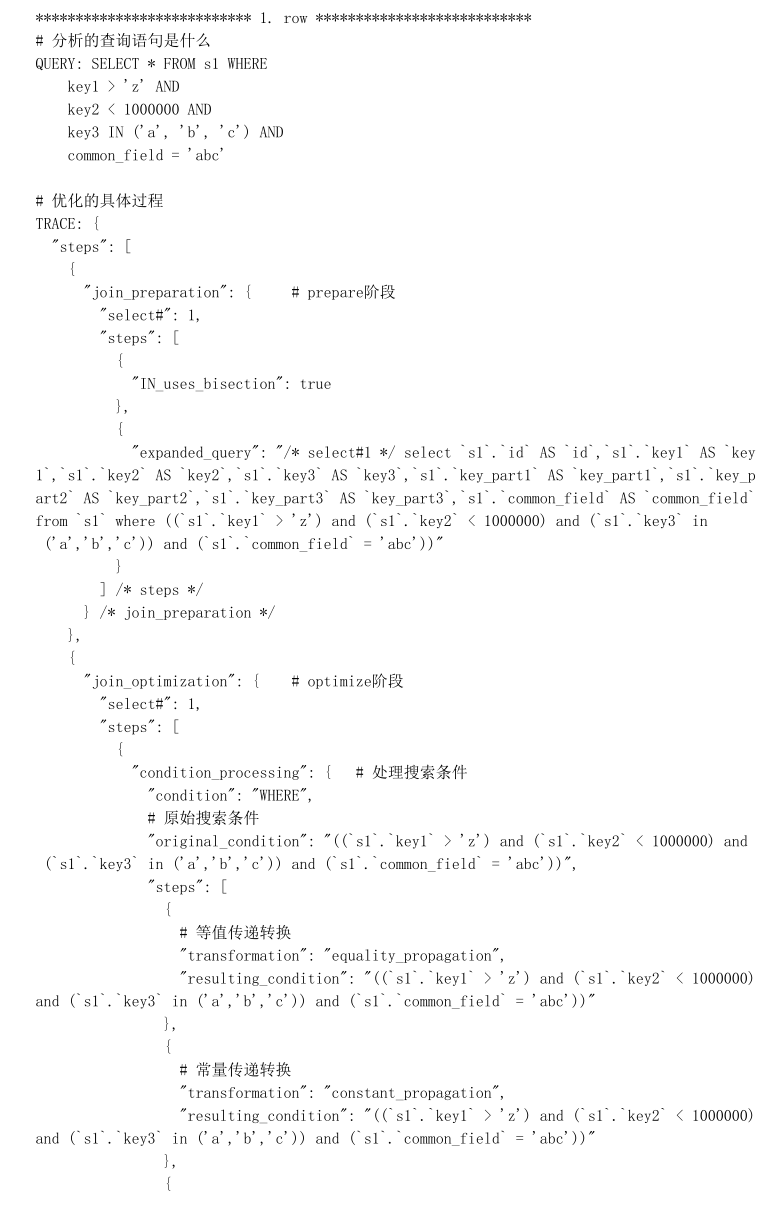 *************************** 1. row ***************************
# 分析的查询语句是什么
QUERY: SELECT * FROM s1 WHERE
    key1 > 'z' AND
    key2 < 1000000 AND
    key3 IN ('a', 'b', 'c') AND
    common_field = 'abc'

# 优化的具体过程
TRACE: {
  "steps": [
    {
      "join_preparation": {     # prepare阶段
        "select#": 1,
        "steps": [
          {
            "IN_uses_bisection": true
          },
          {
            "expanded_query": "/* select#1 */ select `s1`.`id` AS `id`,`s1`.`key1` AS `key
1`,`s1`.`key2` AS `key2`,`s1`.`key3` AS `key3`,`s1`.`key_part1` AS `key_part1`,`s1`.`key_p
art2` AS `key_part2`,`s1`.`key_part3` AS `key_part3`,`s1`.`common_field` AS `common_field`
from `s1` where ((`s1`.`key1` > 'z') and (`s1`.`key2` < 1000000) and (`s1`.`key3` in
 ('a','b','c')) and (`s1`.`common_field` = 'abc'))"
          }
        ] /* steps */
      } /* join_preparation */
    },
    {
      "join_optimization": {    # optimize阶段
        "select#": 1,
        "steps": [
          {
            "condition_processing": {   # 处理搜索条件
              "condition": "WHERE",
              # 原始搜索条件
              "original_condition": "((`s1`.`key1` > 'z') and (`s1`.`key2` < 1000000) and
 (`s1`.`key3` in ('a','b','c')) and (`s1`.`common_field` = 'abc'))",
              "steps": [
                {
                  # 等值传递转换
                  "transformation": "equality_propagation",
                  "resulting_condition": "((`s1`.`key1` > 'z') and (`s1`.`key2` < 1000000)
and (`s1`.`key3` in ('a','b','c')) and (`s1`.`common_field` = 'abc'))"
                },
                {
                  # 常量传递转换
                  "transformation": "constant_propagation",
                  "resulting_condition": "((`s1`.`key1` > 'z') and (`s1`.`key2` < 1000000)
and (`s1`.`key3` in ('a','b','c')) and (`s1`.`common_field` = 'abc'))"
                },
                {